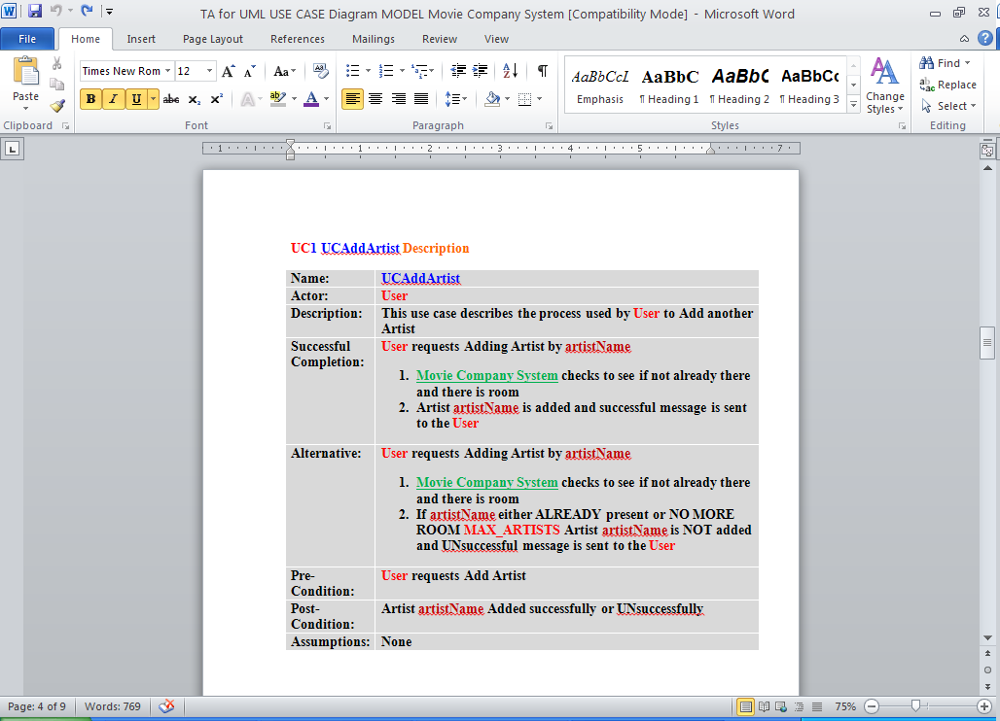 TA for UML USE CASE Diagram MODEL Movie Company System [Compatibility Mode] - Microsoft Word
File Home Insert Page Layout References Mailings Review View
Paste
Times New Rom 12
AaBbCcI AaBbC AaBbC AaBbCc
Emphasis ¶ Heading 1 ¶ Heading 2 ¶ Heading 3
Change Styles
Find
Replace
Select
Clipboard Font Paragraph Styles Editing
1 1 2 3 4 5 7
UC1 UCAddArtist Description
Name: UCAddArtist
Actor: User
Description: This use case describes the process used by User to Add another
Artist
Successful User requests Adding Artist by artistName
Completion:
1. Movie Company System checks to see if not already there
and there is room
2. Artist artistName is added and successful message is sent
to the User
Alternative: User requests Adding Artist by artistName
1. Movie Company System checks to see if not already there
and there is room
2. If artistName either ALREADY present or NO MORE
ROOM MAX_ARTISTS Artist artistName is NOT added
and UNsuccessful message is sent to the User
Pre- User requests Add Artist
Condition:
Post- Artist artistName Added successfully or UNsuccessfully
Condition:
Assumptions: None
Page: 4 of 9 Words: 769 75%